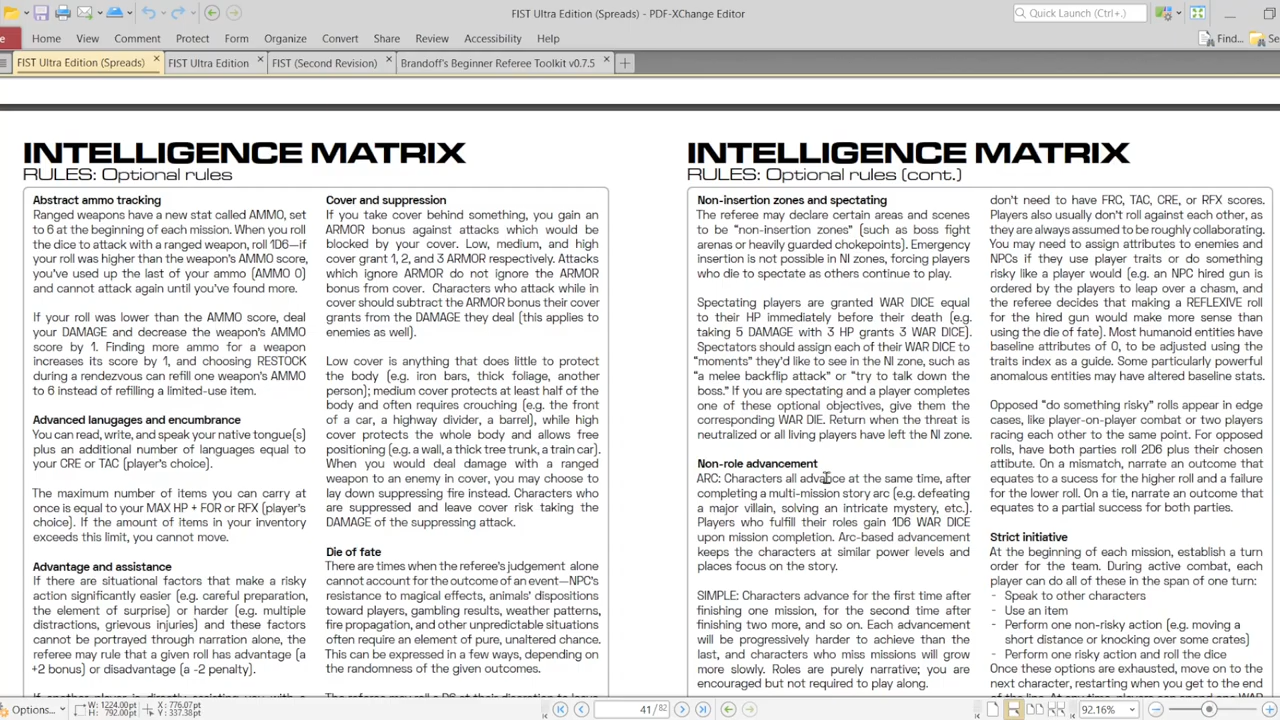 FIST Ultra Edition (Spreads) - PDF-XChange Editor
Quick Launch (Ctrl+.)
Home View Comment Protect Form Organize Convert Share Review Accessibility Help
Find...
FIST Ultra Edition (Spreads) FIST Ultra Edition FIST (Second Revision) Brandoff's Beginner Referee Toolkit v0.7.5
INTELLIGENCE MATRIX
RULES: Optional rules
Abstract ammo tracking
Ranged weapons have a new stat called AMMO, set
to 6 at the beginning of each mission. When you roll
the dice to attack with a ranged weapon, roll 1D6—if
your roll was higher than the weapon's AMMO score,
you've used up the last of your ammo (AMMO 0)
and cannot attack again until you've found more.
If your roll was lower than the AMMO score, deal
your DAMAGE and decrease the weapon's AMMO
score by 1. Finding more ammo for a weapon
increases its score by 1, and choosing RESTOCK
during a rendezvous can refill one weapon's AMMO
to 6 instead of refilling a limited-use item.
Advanced languages and encumbrance
You can read, write, and speak your native tongue(s)
plus an additional number of languages equal to
your CRE or TAC (player's choice).
The maximum number of items you can carry at
once is equal to your MAX HP + FOR or RFX (player's
choice). If the amount of items in your inventory
exceeds this limit, you cannot move.
Advantage and assistance
If there are situational factors that make a risky
action significantly easier (e.g. careful preparation,
the element of surprise) or harder (e.g. multiple
distractions, grievous injuries) and these factors
cannot be portrayed through narration alone, the
referee may rule that a given roll has advantage (a
+2 bonus) or disadvantage (a -2 penalty).
Cover and suppression
If you take cover behind something, you gain an
ARMOR bonus against attacks which would be
blocked by your cover. Low, medium, and high
cover grant 1, 2, and 3 ARMOR respectively. Attacks
which ignore ARMOR do not ignore the ARMOR
bonus from cover. Characters who attack while in
cover should subtract the ARMOR bonus their cover
grants from the DAMAGE they deal (this applies to
enemies as well).
Low cover is anything that does little to protect
the body (e.g. iron bars, thick foliage, another
person); medium cover protects at least half of the
body and often requires crouching (e.g. the front
of a car, a highway divider, a barrel), while high
cover protects the whole body and allows free
positioning (e.g. a wall, a thick tree trunk, a train car).
When you would deal damage with a ranged
weapon to an enemy in cover, you may choose to
lay down suppressing fire instead. Characters who
are suppressed and leave cover risk taking the
DAMAGE of the suppressing attack.
Die of fate
There are times when the referee's judgement alone
cannot account for the outcome of an event—NPC's
resistance to magical effects, animals' dispositions
toward players, gambling results, weather patterns,
fire propagation, and other unpredictable situations
often require an element of pure, unaltered chance.
This can be expressed in a few ways, depending on
the randomness of the given outcomes.
INTELLIGENCE MATRIX
RULES: Optional rules (cont.)
Non-insertion zones and spectating
The referee may declare certain areas and scenes
to be "non-insertion zones" (such as boss fight
arenas or heavily guarded chokepoints). Emergency
insertion is not possible in NI zones, forcing players
who die to spectate as others continue to play.
Spectating players are granted WAR DICE equal
to their HP immediately before their death (e.g.
taking 5 DAMAGE with 3 HP grants 3 WAR DICE).
Spectators should assign each of their WAR DICE to
"moments" they'd like to see in the NI zone, such as
"a melee backflip attack" or "try to talk down the
boss." If you are spectating and a player completes
one of these optional objectives, give them the
corresponding WAR DIE. Return when the threat is
neutralized or all living players have left the NI zone.
Non-role advancement
ARC: Characters all advance at the same time, after
completing a multi-mission story arc (e.g. defeating
a major villain, solving an intricate mystery, etc.).
Players who fulfill their roles gain 1D6 WAR DICE
upon mission completion. Arc-based advancement
keeps the characters at similar power levels and
places focus on the story.
SIMPLE: Characters advance for the first time after
finishing one mission, for the second time after
finishing two more, and so on. Each advancement
will be progressively harder to achieve than the
last, and characters who miss missions will grow
more slowly. Roles are purely narrative; you are
encouraged but not required to play along.
don't need to have FRC, TAC, CRE, or RFX scores.
Players also usually don't roll against each other, as
they are always assumed to be roughly collaborating.
You may need to assign attributes to enemies and
NPCs if they use player traits or do something
risky like a player would (e.g. an NPC hired gun is
ordered by the players to leap over a chasm, and
the referee decides that making a REFLEXIVE roll
for the hired gun would make more sense than
using the die of fate). Most humanoid entities have
baseline attributes of 0, to be adjusted using the
traits index as a guide. Some particularly powerful
anomalous entities may have altered baseline stats.
Opposed "do something risky" rolls appear in edge
cases, like player-on-player combat or two players
racing each other to the same point. For opposed
rolls, have both parties roll 2D6 plus their chosen
attibute. On a mismatch, narrate an outcome that
equates to a success for the higher roll and a failure
for the lower roll. On a tie, narrate an outcome that
equates to a partial success for both parties.
Strict initiative
At the beginning of each mission, establish a turn
order for the team. During active combat, each
player can do all of these in the span of one turn:
- Speak to other characters
- Use an item
- Perform one non-risky action (e.g. moving a
short distance or knocking over some crates)
- Perform one risky action and roll the dice
Once these options are exhausted, move on to the
next character, restarting when you get to the end
Options... W: 1224.00pt X: 776.07pt
H: 792.00pt Y: 337.38pt
41 / 82
92.16%